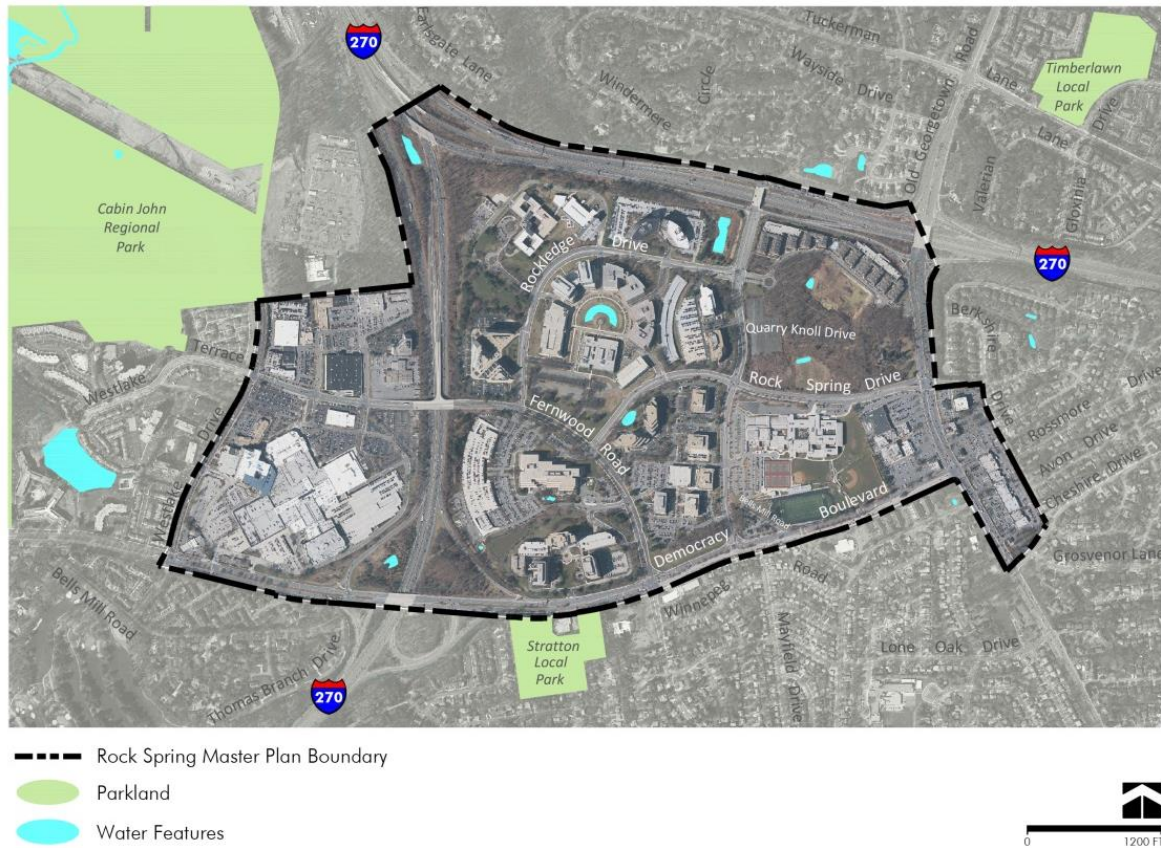 270
Farsgate
Lane
Tuckerman
Lane
Wayside Drive
Windermere
Circle
Old Georgetown Road
Timberlawn
Local
Park
Drive
Gloxinia
Valerian
Lane
Cabin John
Regional
Park
Rockledge Drive
270
Quarry Knoll Drive
Berkshire
Drive
Rossmore Drive
Avon Drive
Cheshire Drive
Grosvenor Lane
Westlake Terrace
Rock Spring Drive
Fernwood Road
Westlake Drive
Democracy Boulevard
Bells Mill Road
Winnepeg Road
Mayfield Drive
Lone Oak Drive
Stratton
Local
Park
Thomas Branch Drive
270
Rock Spring Master Plan Boundary
Parkland
Water Features
0 1200 FT